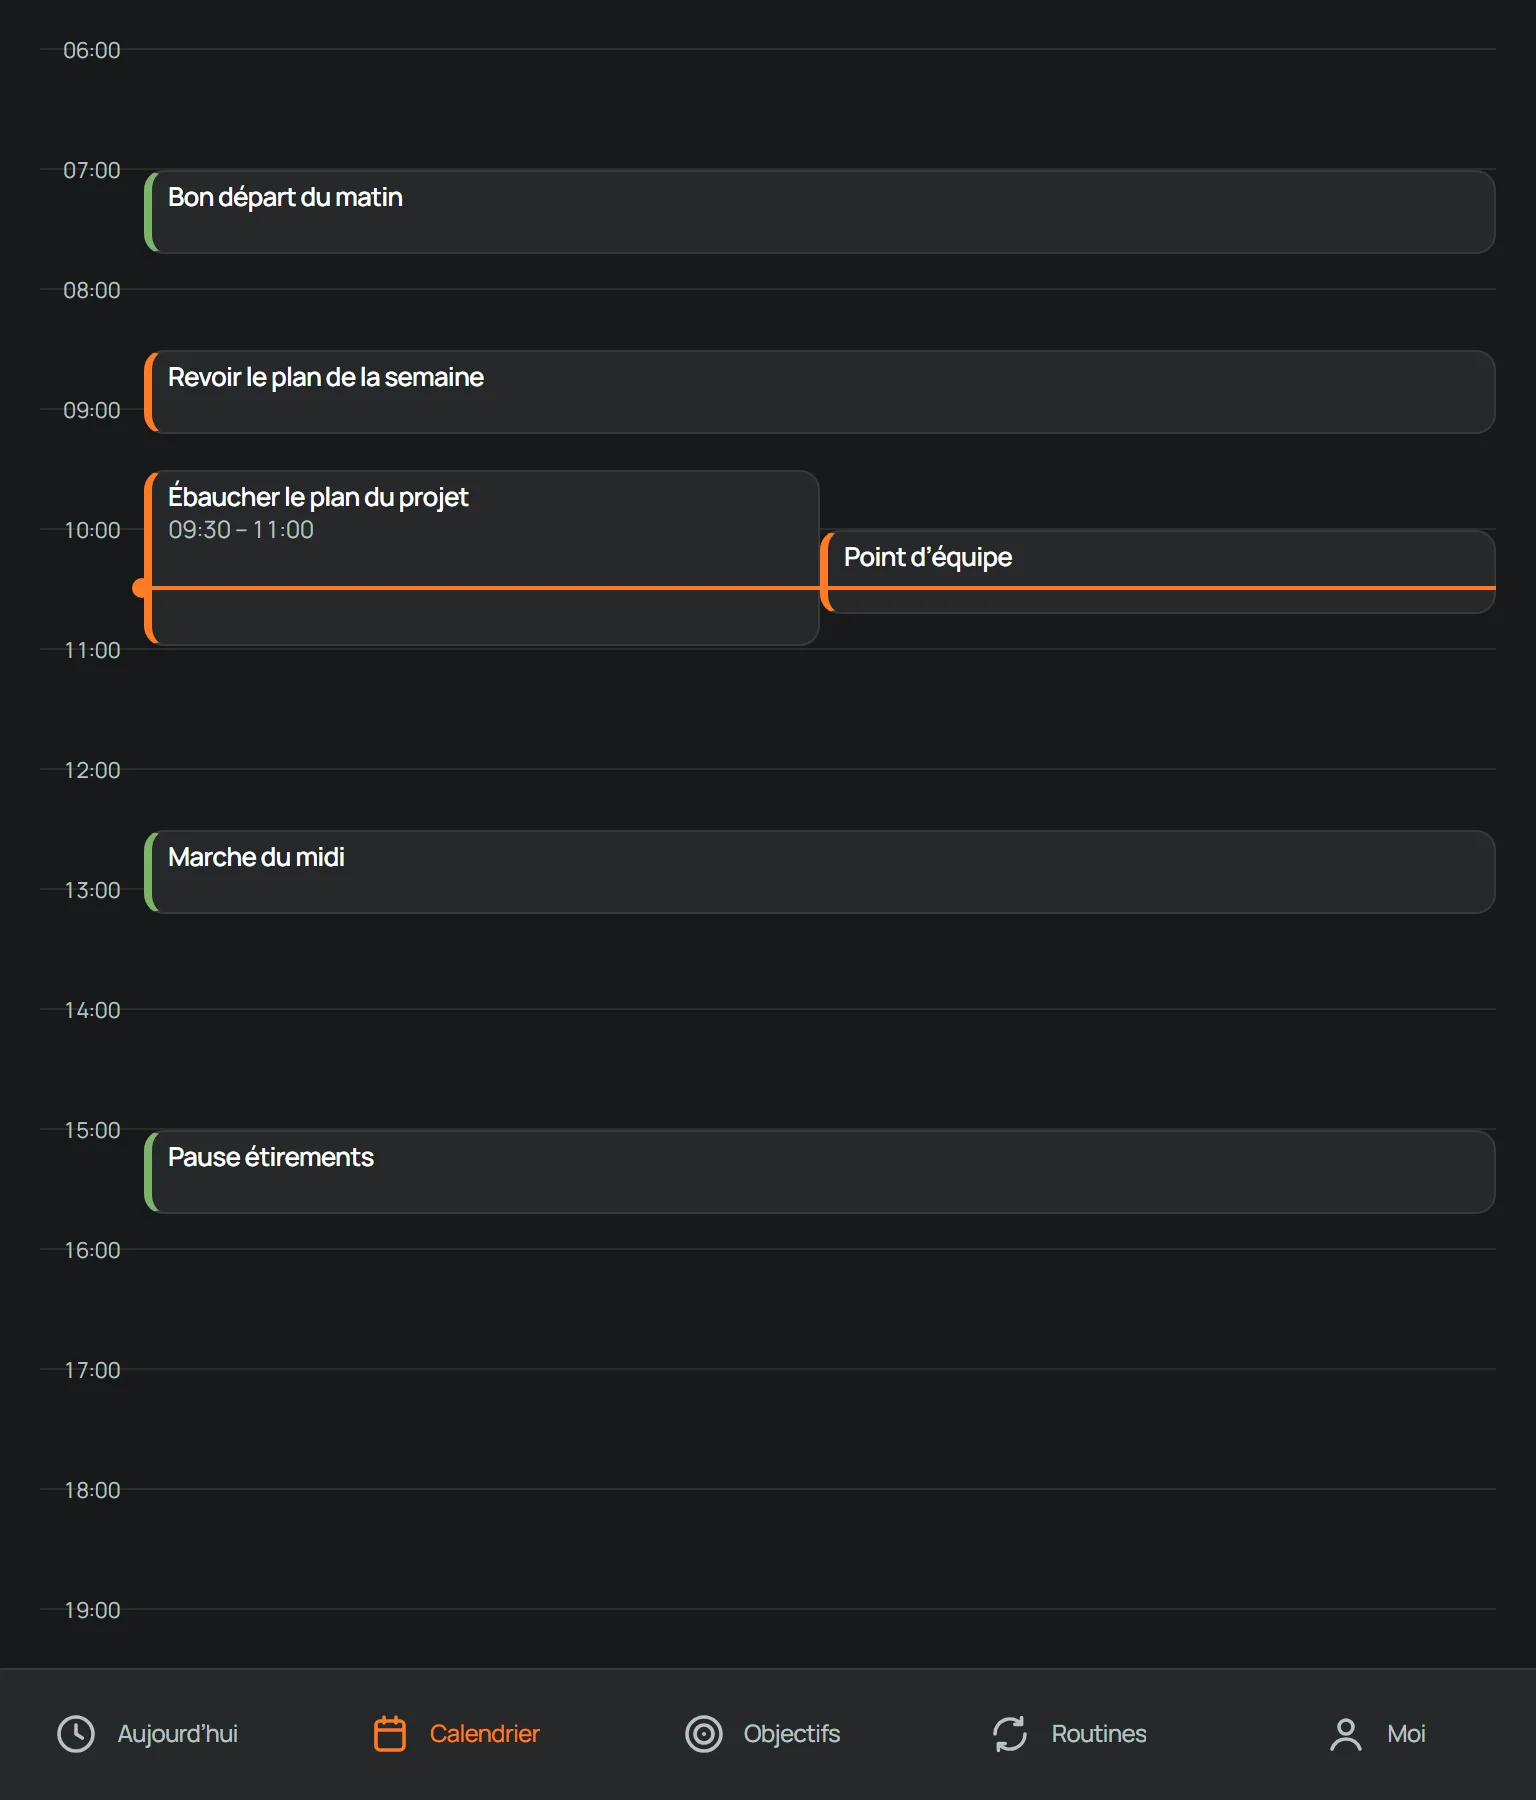 06:00
07:00
Bon départ du matin
08:00
Revoir le plan de la semaine
09:00
Ébaucher le plan du projet
09:30 – 11:00
10:00
Point d’équipe
11:00
12:00
Marche du midi
13:00
14:00
15:00
Pause étirements
16:00
17:00
18:00
19:00
Aujourd’hui
Calendrier
Objectifs
Routines
Moi